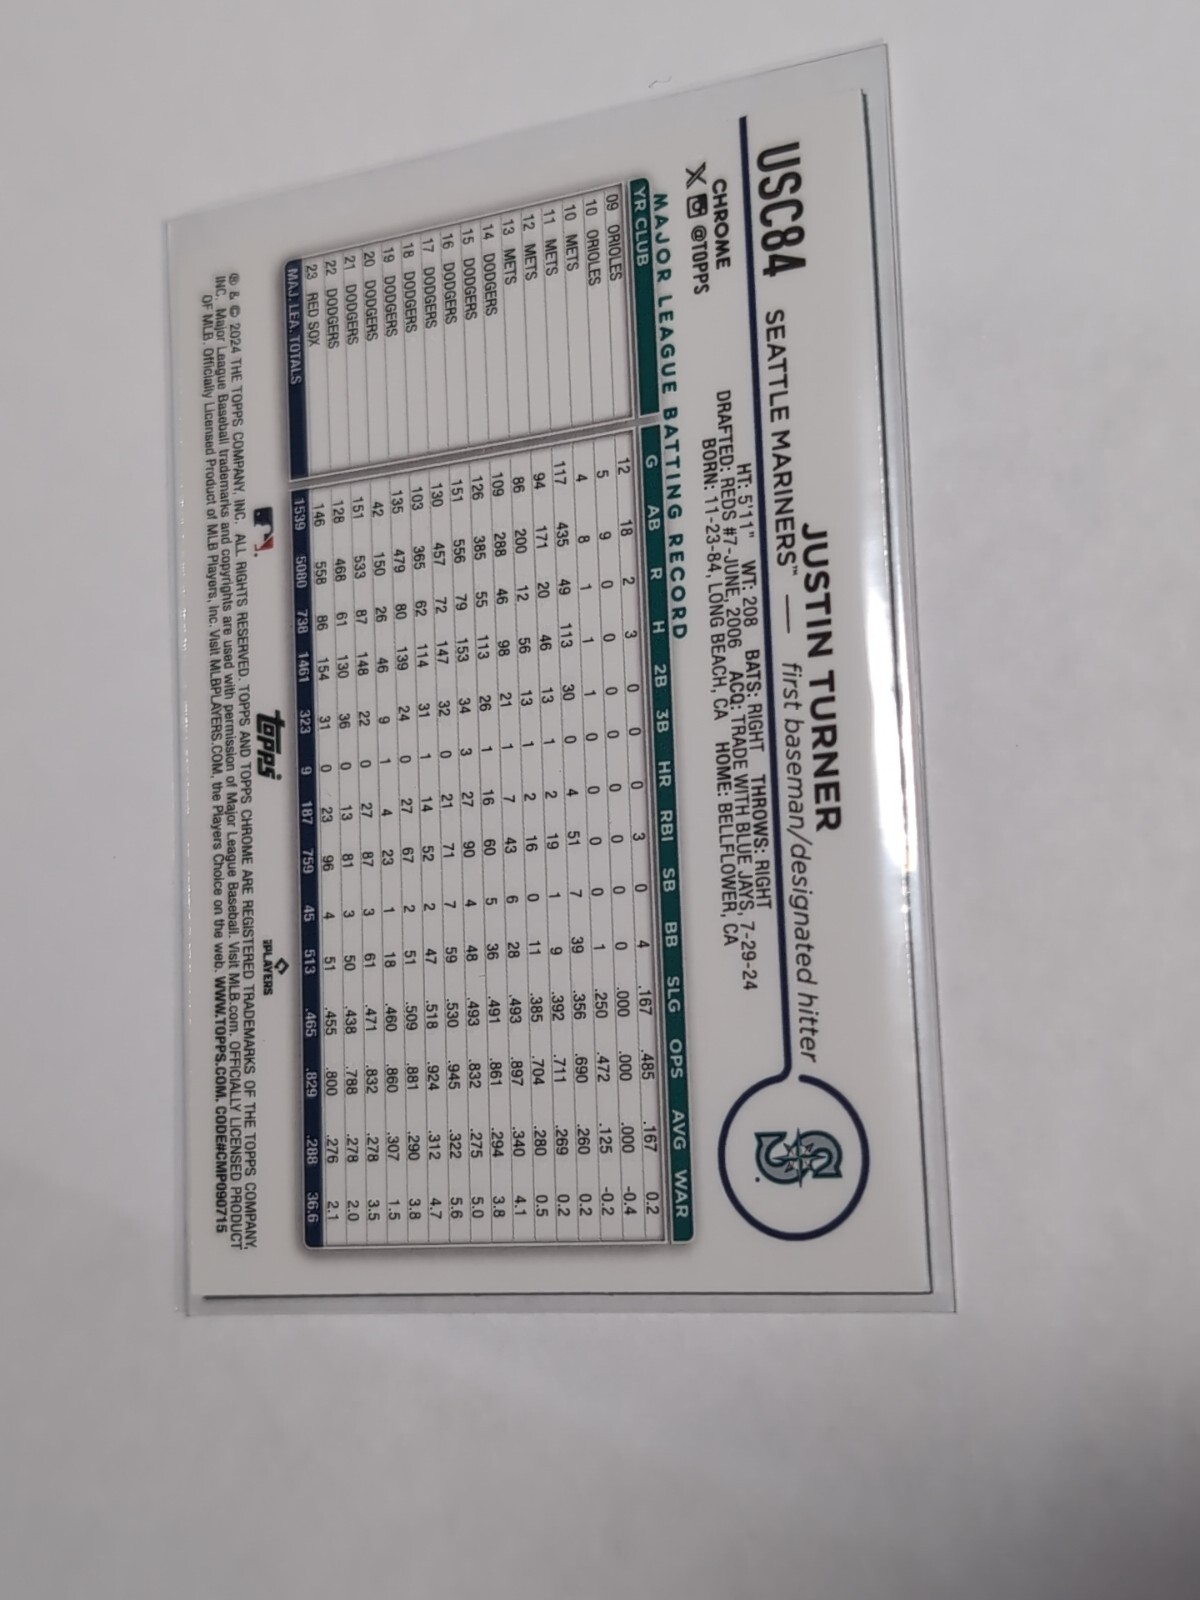 JUSTIN TURNER
USC84 SEATTLE MARINERS™ — first baseman/designated hitter
HT: 5'11" WT: 208 BATS: RIGHT THROWS: RIGHT
CHROME DRAFTED: REDS #7-JUNE, 2006 ACQ: TRADE WITH BLUE JAYS, 7-29-24
X @TOPPS BORN: 11-23-84, LONG BEACH, CA HOME: BELLFLOWER, CA
MAJOR LEAGUE BATTING RECORD
YR CLUB G AB R H 2B 3B HR RBI SB BB SLG OPS AVG WAR
09 ORIOLES 12 18 2 3 0 0 0 3 0 4 .167 .485 .167 0.2
10 ORIOLES 5 9 0 0 0 0 0 0 0 0 .000 .000 .000 -0.4
10 METS 4 8 1 1 1 0 0 0 0 1 .250 .472 .125 -0.2
11 METS 117 435 49 113 30 0 4 51 7 39 .356 .690 .260 0.2
12 METS 94 171 20 46 13 1 2 19 1 9 .392 .711 .269 0.2
13 METS 86 200 12 56 13 1 2 16 0 11 .385 .704 .280 0.5
14 DODGERS 109 288 46 98 21 1 7 43 6 28 .493 .897 .340 4.1
15 DODGERS 126 385 55 113 26 1 16 60 5 36 .491 .861 .294 3.8
16 DODGERS 151 556 79 153 34 3 27 90 4 48 .493 .832 .275 5.0
17 DODGERS 130 457 72 147 32 0 21 71 7 59 .530 .945 .322 5.6
18 DODGERS 103 365 62 114 31 1 14 52 2 47 .518 .924 .312 4.7
19 DODGERS 135 479 80 139 24 0 27 67 2 51 .509 .881 .290 3.8
20 DODGERS 42 150 26 46 9 1 4 23 1 18 .460 .860 .307 1.5
21 DODGERS 151 533 87 148 22 0 27 87 3 61 .471 .832 .278 3.5
22 DODGERS 128 468 61 130 36 0 13 81 3 50 .438 .788 .278 2.0
23 RED SOX 146 558 86 154 31 0 23 96 4 51 .455 .800 .276 2.1
MAJ. LEA. TOTALS 1539 5080 738 1461 323 9 187 759 45 513 .465 .829 .288 36.6
topps PLAYERS
® & © 2024 THE TOPPS COMPANY, INC. ALL RIGHTS RESERVED. TOPPS AND TOPPS CHROME ARE REGISTERED TRADEMARKS OF THE TOPPS COMPANY,
INC. Major League Baseball trademarks and copyrights are used with permission of Major League Baseball. Visit MLB.com. OFFICIALLY LICENSED PRODUCT
OF MLB. Officially Licensed Product of MLB Players, Inc. Visit MLBPLAYERS.COM, the Players Choice on the web. WWW.TOPPS.COM. CODE#CMP090715